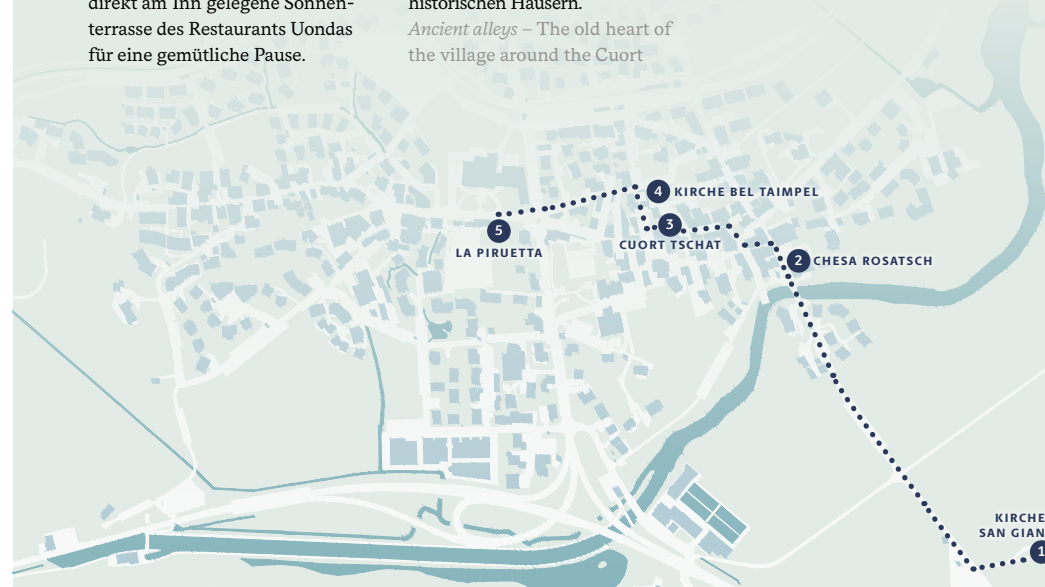 direkt am Inn gelegene Sonnen-
terrasse des Restaurants Uondas
für eine gemütliche Pause.
historischen Häusern.
Ancient alleys – The old heart of
the village around the Cuort
4 KIRCHE BEL TAIMPEL
3
CUORT TSCHAT
5
LA PIRUETTA
2 CHESA ROSATSCH
KIRCHE
SAN GIAN
1